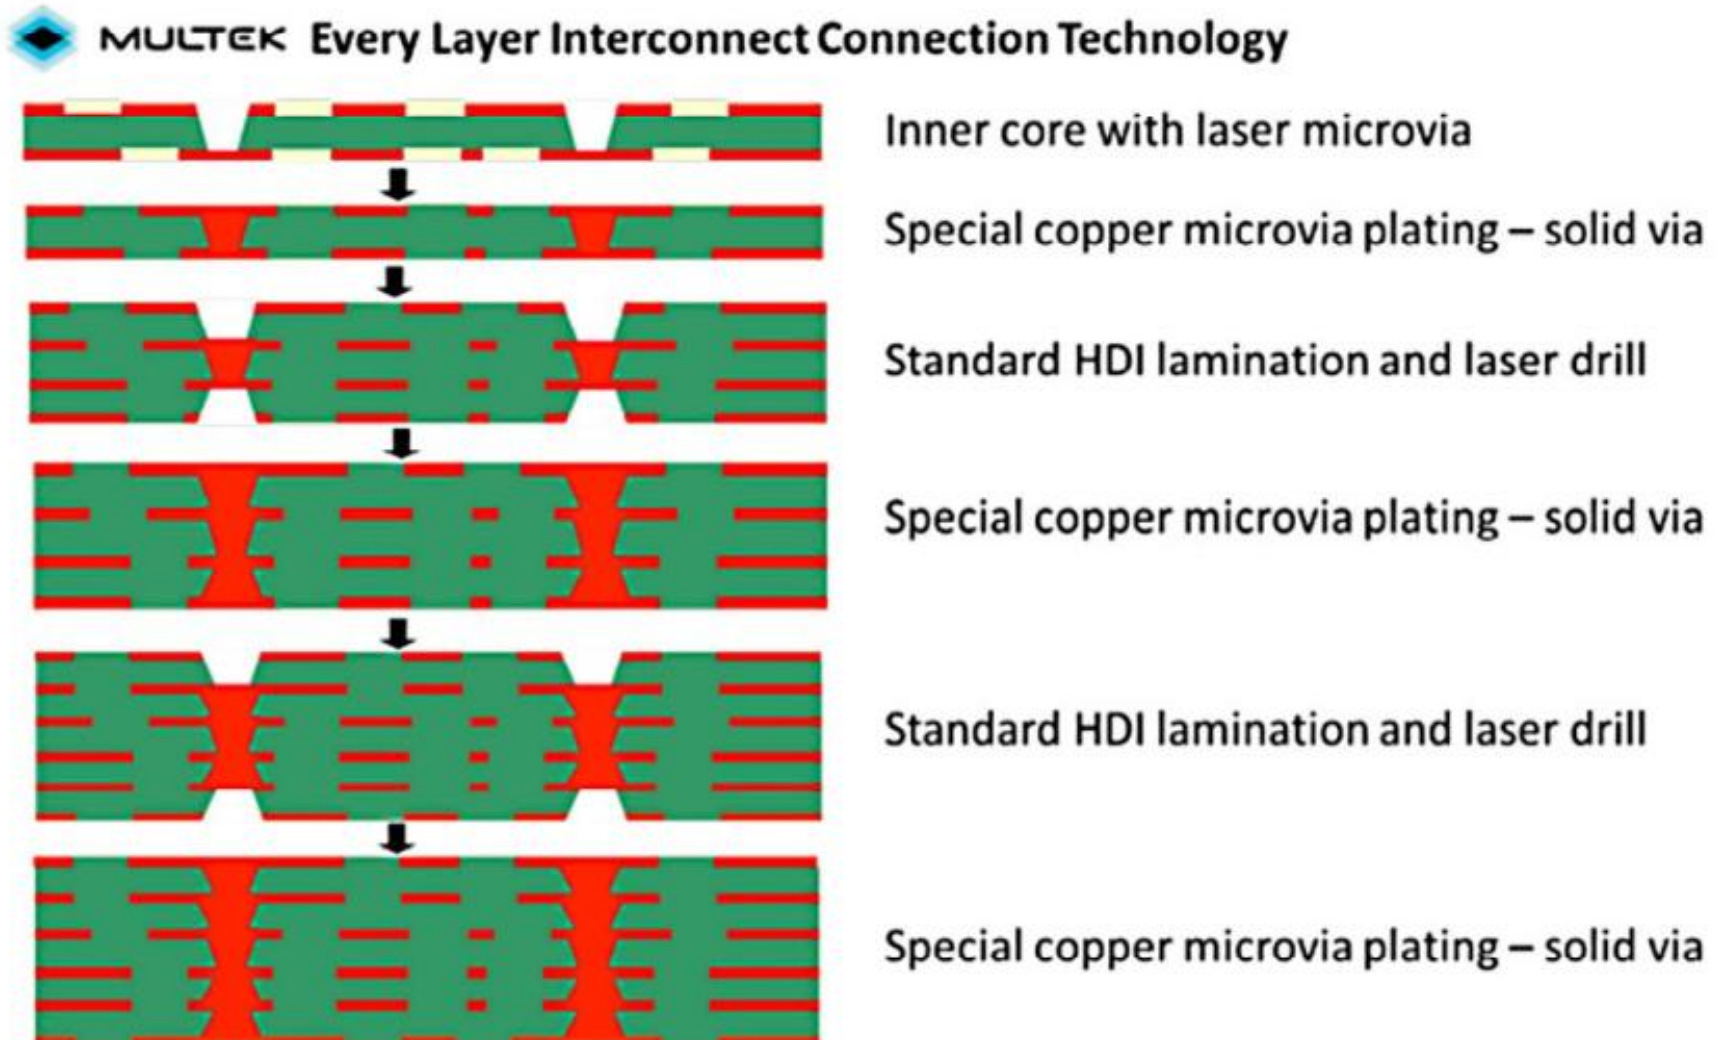 MULTEK Every Layer Interconnect Connection Technology
Inner core with laser microvia
Special copper microvia plating – solid via
Standard HDI lamination and laser drill
Special copper microvia plating – solid via
Standard HDI lamination and laser drill
Special copper microvia plating – solid via